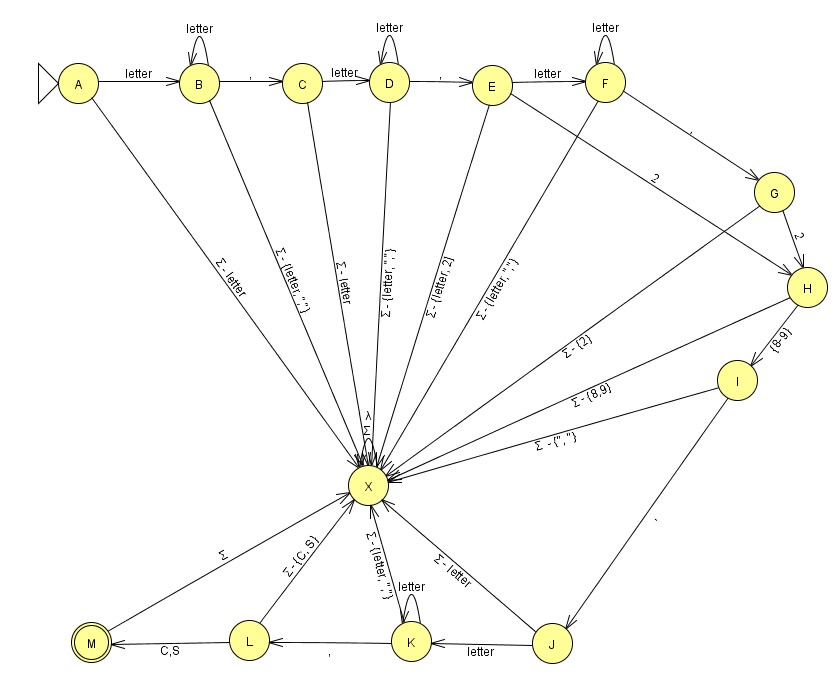 letter
letter
letter
A
letter
B
,
C
letter
D
,
E
letter
F
,
G
2
2
H
Σ - letter
Σ - {letter, ","}
Σ - letter
Σ - {letter, ","}
Σ - {letter, 2]
Σ - {letter, ","}
Σ - {2}
{8-9}
I
Σ - {8,9}
λ
Σ
Σ - {","}
X
,
Σ
Σ - {C, S}
Σ - {letter, ","}
Σ - letter
letter
M
C,S
L
,
K
letter
J